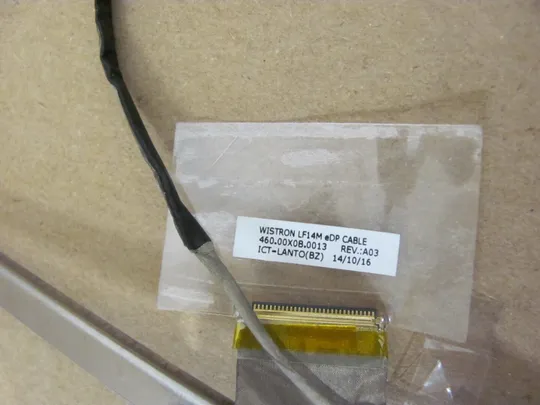 WISTRON LF14M eDP CABLE
460.00X0B.0013 REV.:A03
ICT-LANTO(BZ) 14/10/16